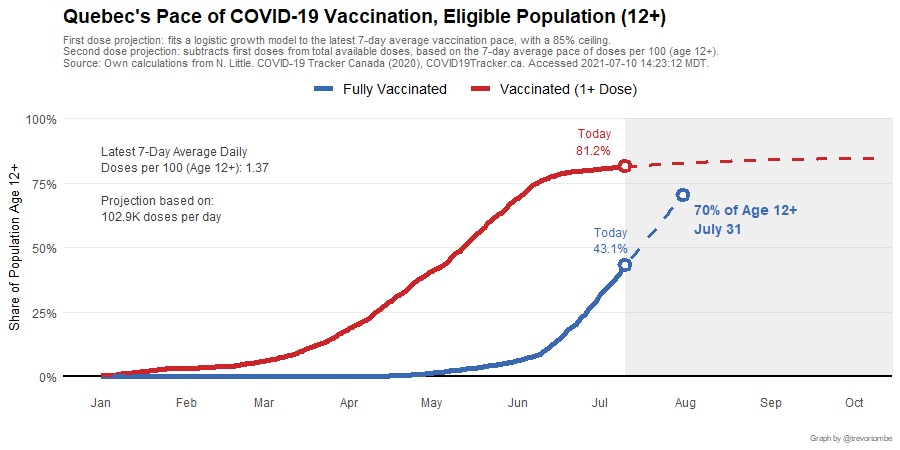 Quebec's Pace of COVID-19 Vaccination, Eligible Population (12+)
First dose projection: fits a logistic growth model to the latest 7-day average vaccination pace, with a 85% ceiling.
Second dose projection: subtracts first doses from total available doses, based on the 7-day average pace of doses per 100 (age 12+).
Source: Own calculations from N. Little. COVID-19 Tracker Canada (2020), COVID19Tracker.ca. Accessed 2021-07-10 14:23:12 MDT.
Fully Vaccinated
Vaccinated (1+ Dose)
Share of Population Age 12+
100%
75%
50%
25%
0%
Latest 7-Day Average Daily
Doses per 100 (Age 12+): 1.37
Projection based on:
102.9K doses per day
Today
81.2%
Today
43.1%
70% of Age 12+
July 31
Jan
Feb
Mar
Apr
May
Jun
Jul
Aug
Sep
Oct
Graph by @trevortombe